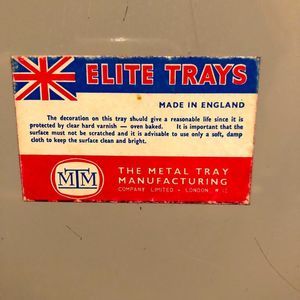 ELITE TRAYS
MADE IN ENGLAND
The decoration on this tray should give a reasonable life since it is
protected by clear hard varnish — oven baked. It is important that the
surface must not be scratched and it is advisable to use only a soft, damp
cloth to keep the surface clean and bright.
MTM
THE METAL TRAY
MANUFACTURING
COMPANY LIMITED • LONDON, W.